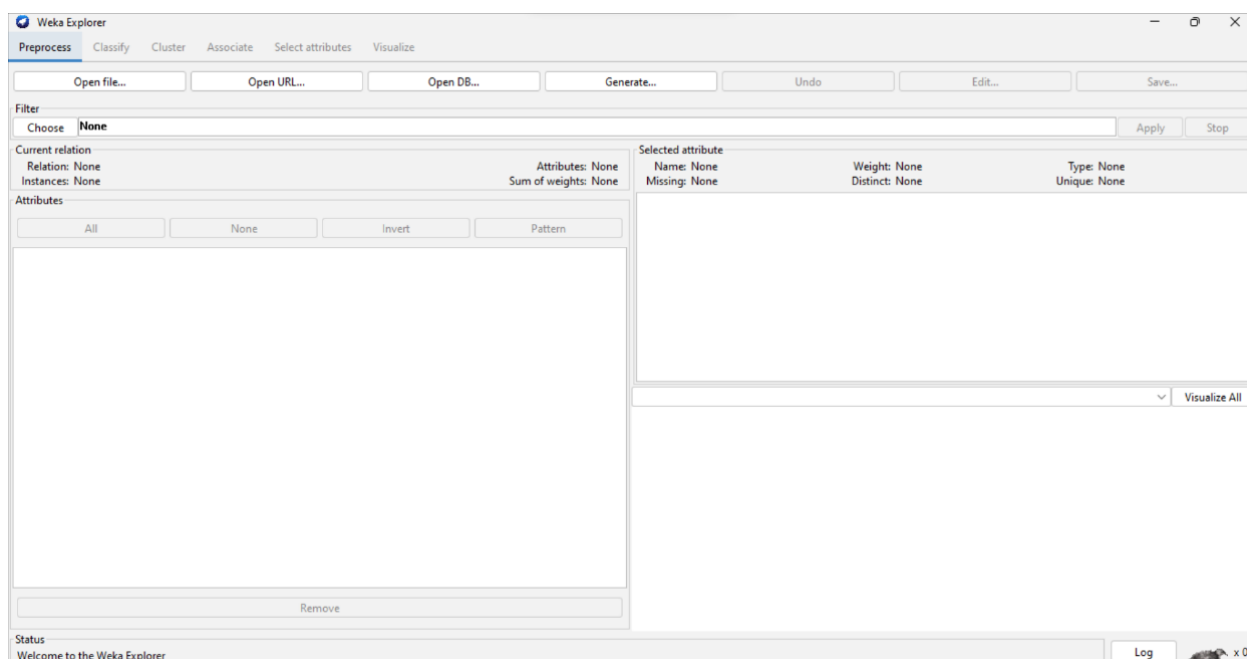 Weka Explorer
Preprocess Classify Cluster Associate Select attributes Visualize
Open file... Open URL... Open DB... Generate... Undo Edit... Save...
Filter
Choose None Apply Stop
Current relation
Relation: None Attributes: None
Instances: None Sum of weights: None
Selected attribute
Name: None Weight: None Type: None
Missing: None Distinct: None Unique: None
Attributes
All None Invert Pattern
Visualize All
Remove
Status
Welcome to the Weka Explorer
Log x 0